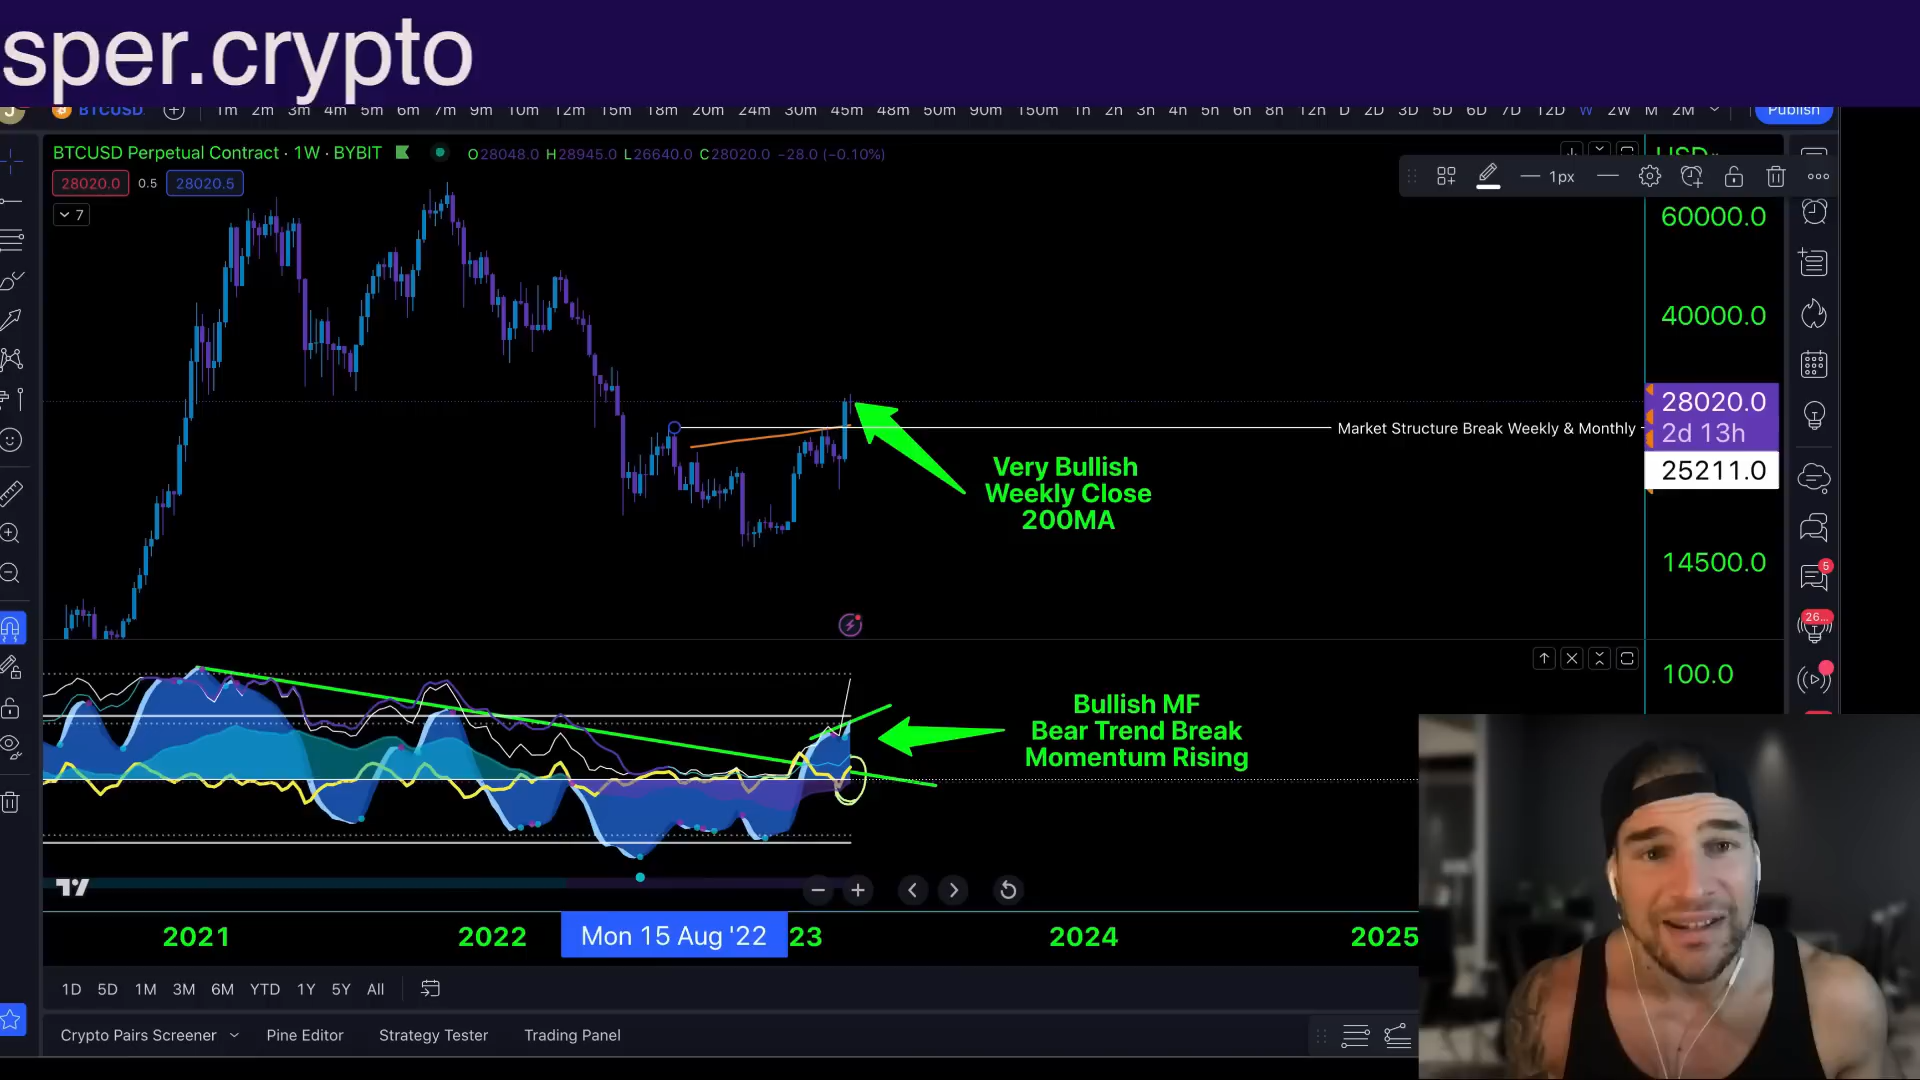 sper.crypto
J BTCUSD 1m 2m 3m 4m 5m 6m 7m 9m 10m 12m 15m 18m 20m 24m 30m 45m 48m 50m 90m 150m 1h 2h 3h 4h 5h 6h 8h 12h D 2D 3D 5D 6D 7D 12D W 2W M 2M Publish
BTCUSD Perpetual Contract · 1W · BYBIT O28048.0 H28945.0 L26640.0 C28020.0 −28.0 (−0.10%)
USD
28020.0 0.5 28020.5
1px
7
60000.0
40000.0
28020.0
2d 13h
Market Structure Break Weekly & Monthly
25211.0
Very Bullish
Weekly Close
200MA
14500.0
5
26...
100.0
Bullish MF
Bear Trend Break
Momentum Rising
2021 2022 Mon 15 Aug '22 23 2024 2025
1D 5D 1M 3M 6M YTD 1Y 5Y All
Crypto Pairs Screener Pine Editor Strategy Tester Trading Panel